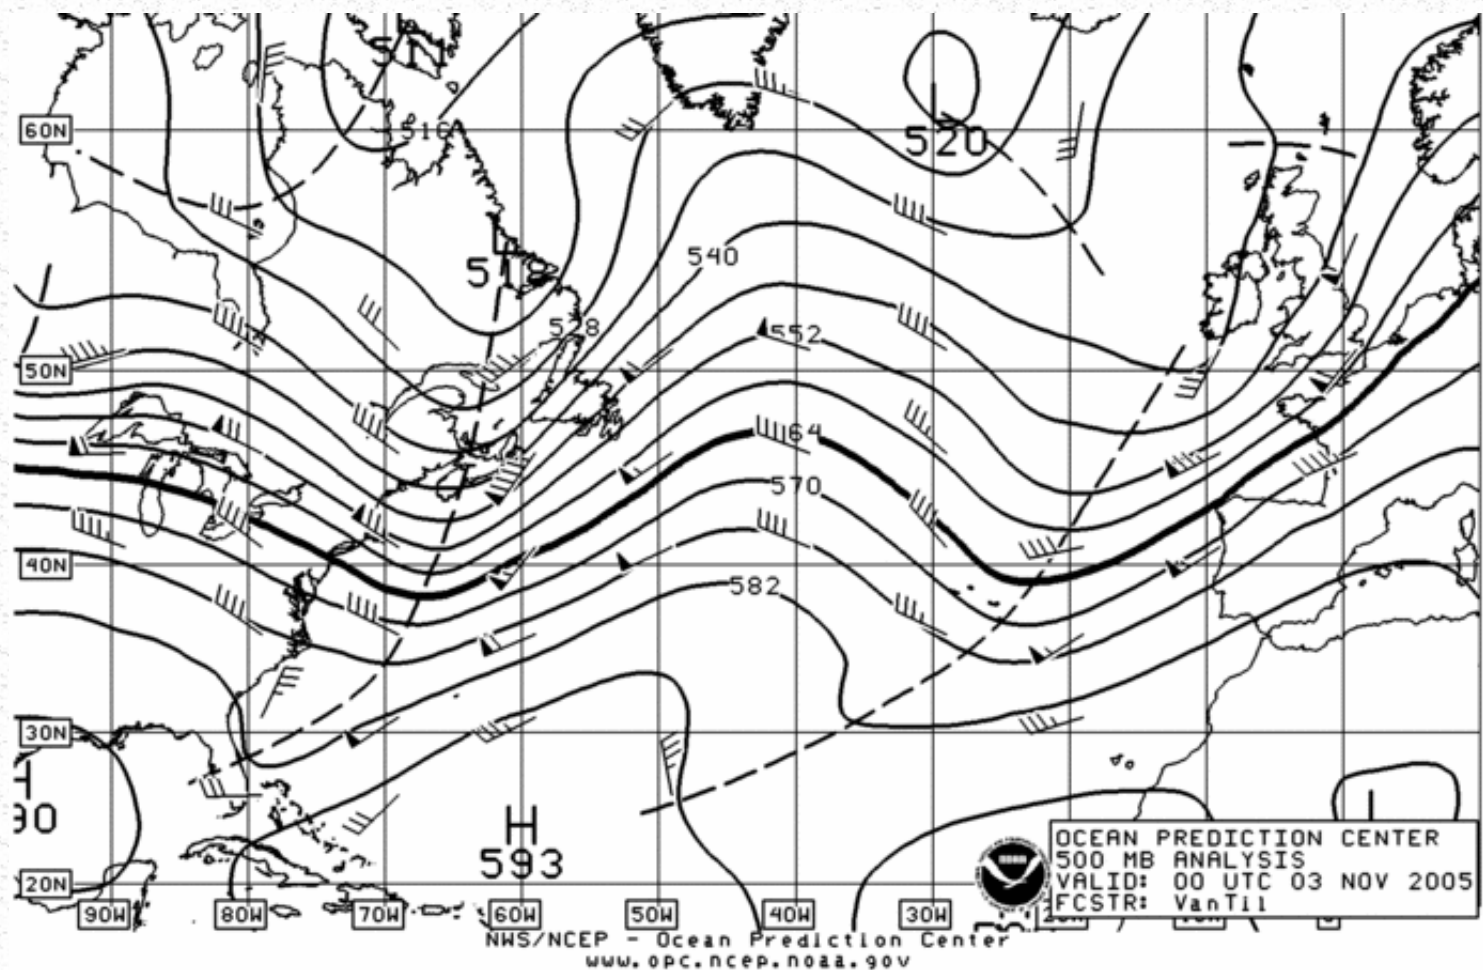 60N
516
520
518
540
528
552
50N
564
570
40N
582
30N
H
90
H
593
L
20N
90W
80W
70W
60W
50W
40W
30W
OCEAN PREDICTION CENTER
500 MB ANALYSIS
VALID: 00 UTC 03 NOV 2005
FCSTR: VanTil
NWS/NCEP - Ocean Prediction Center
www.opc.ncep.noaa.gov